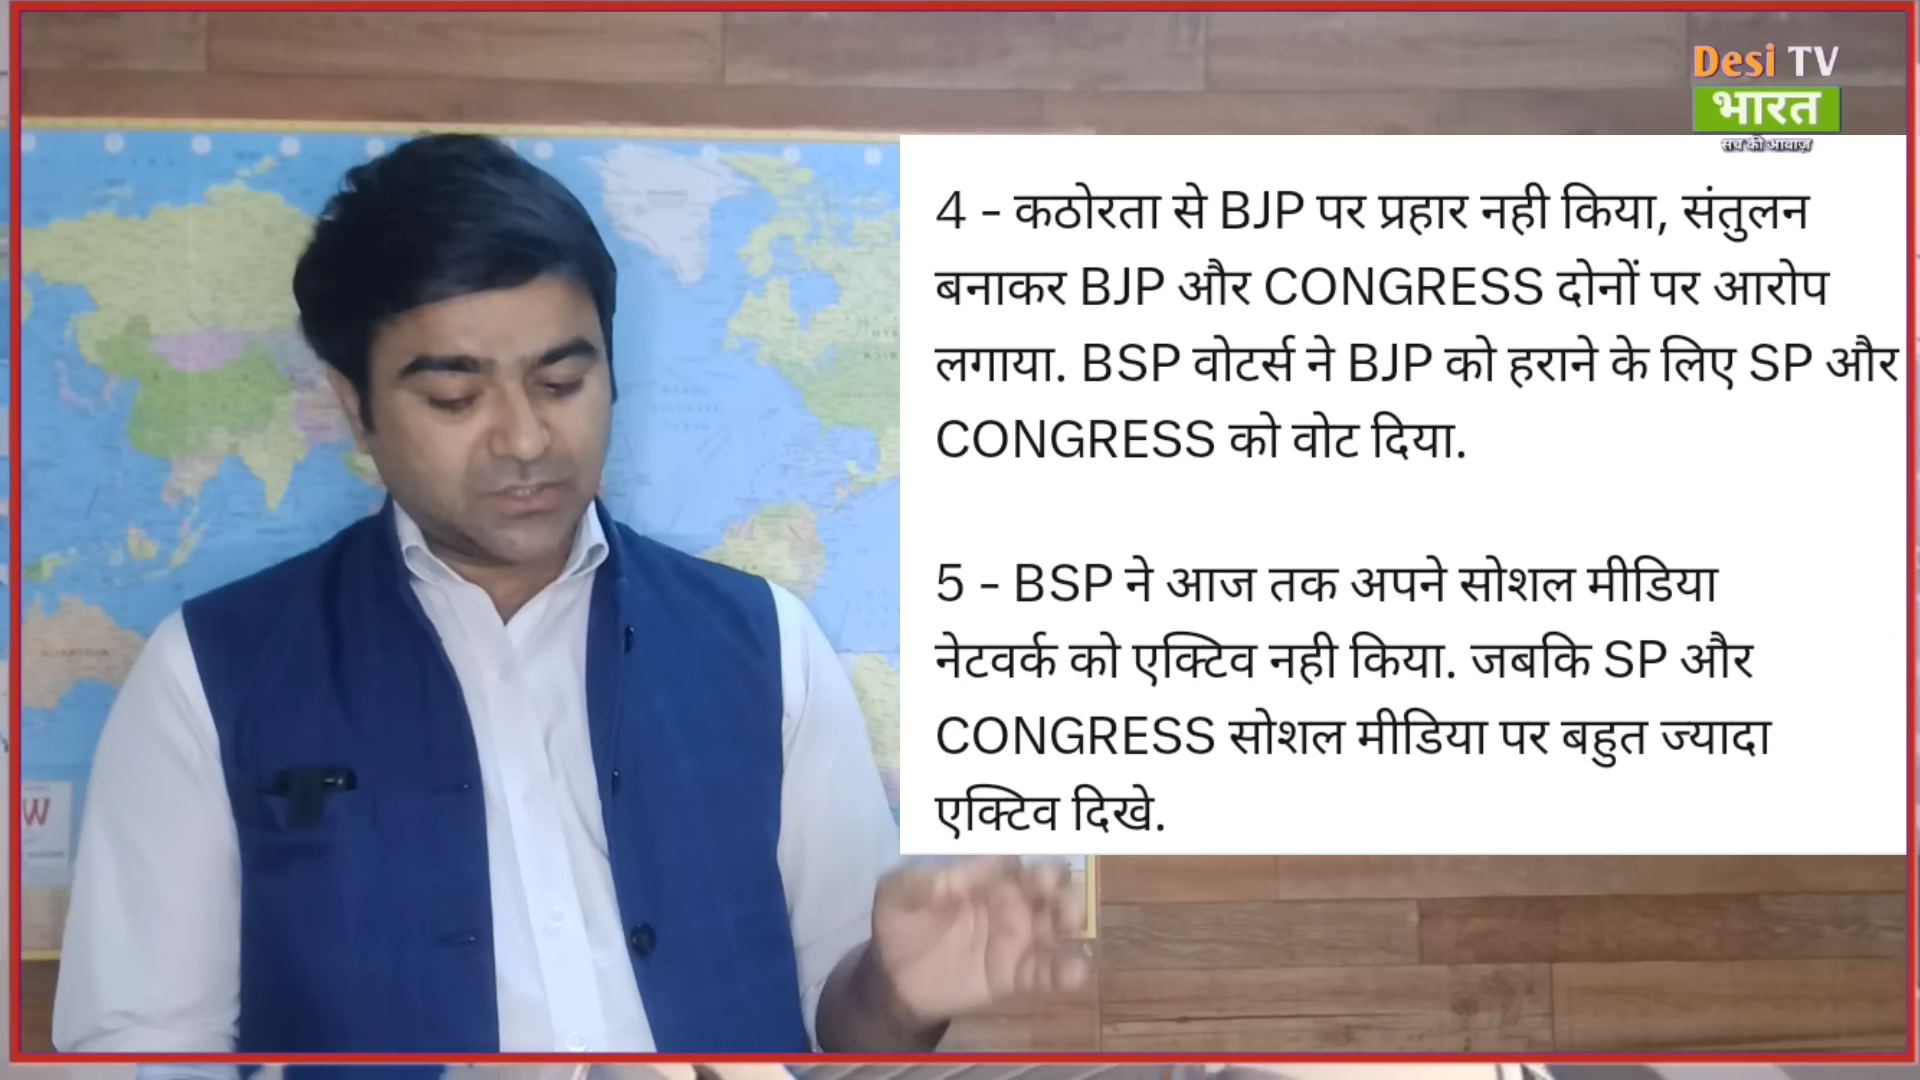 Desi TV
भारत
सच की आवाज़
4 - कठोरता से BJP पर प्रहार नही किया, संतुलन
बनाकर BJP और CONGRESS दोनों पर आरोप
लगाया. BSP वोटर्स ने BJP को हराने के लिए SP और
CONGRESS को वोट दिया.
5 - BSP ने आज तक अपने सोशल मीडिया
नेटवर्क को एक्टिव नही किया. जबकि SP और
CONGRESS सोशल मीडिया पर बहुत ज्यादा
एक्टिव दिखे.
W